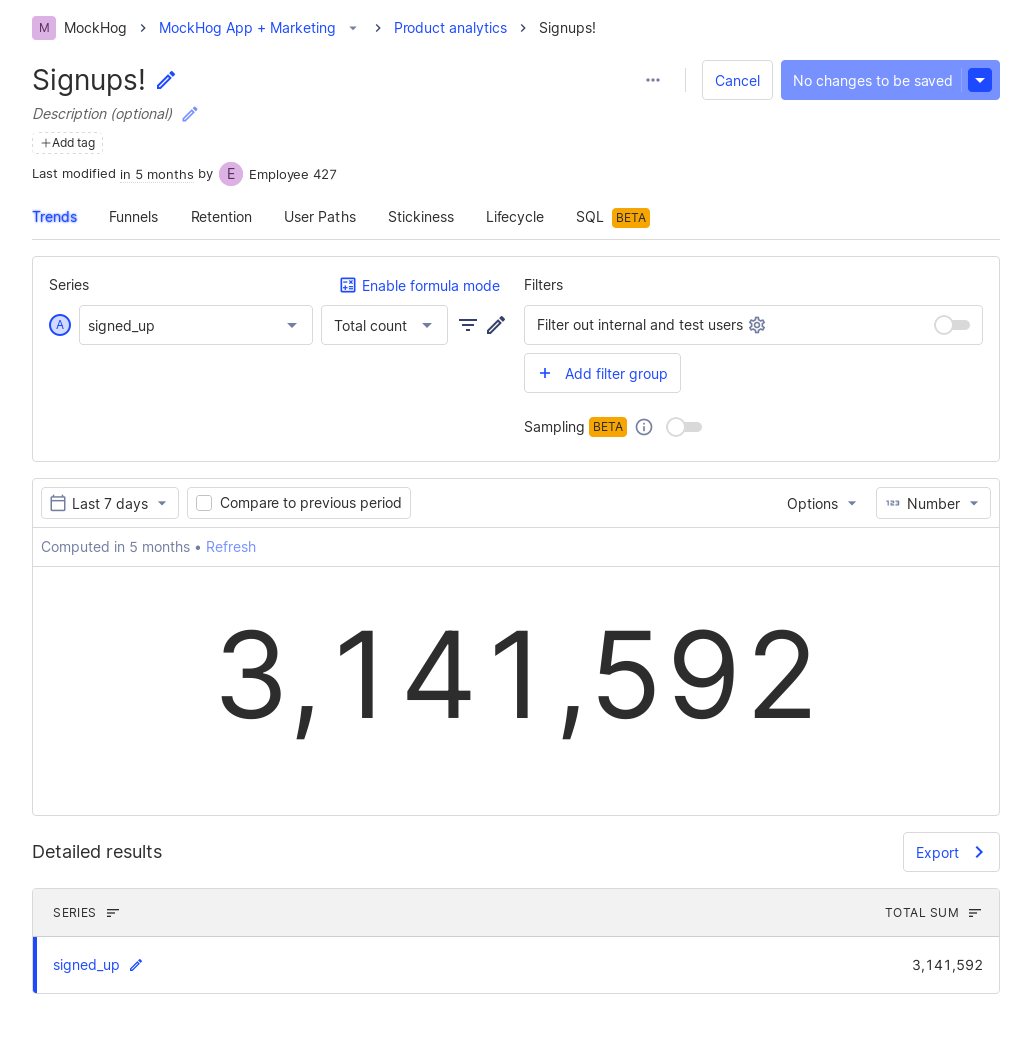 M MockHog > MockHog App + Marketing > Product analytics > Signups!
Signups!
Cancel
No changes to be saved
Description (optional)
+Add tag
Last modified in 5 months by E Employee 427
Trends Funnels Retention User Paths Stickiness Lifecycle SQL BETA
Series
Enable formula mode
Filters
A signed_up Total count
Filter out internal and test users
+ Add filter group
Sampling BETA
Last 7 days
Compare to previous period
Options
123 Number
Computed in 5 months • Refresh
3,141,592
Detailed results
Export
SERIES TOTAL SUM
signed_up 3,141,592